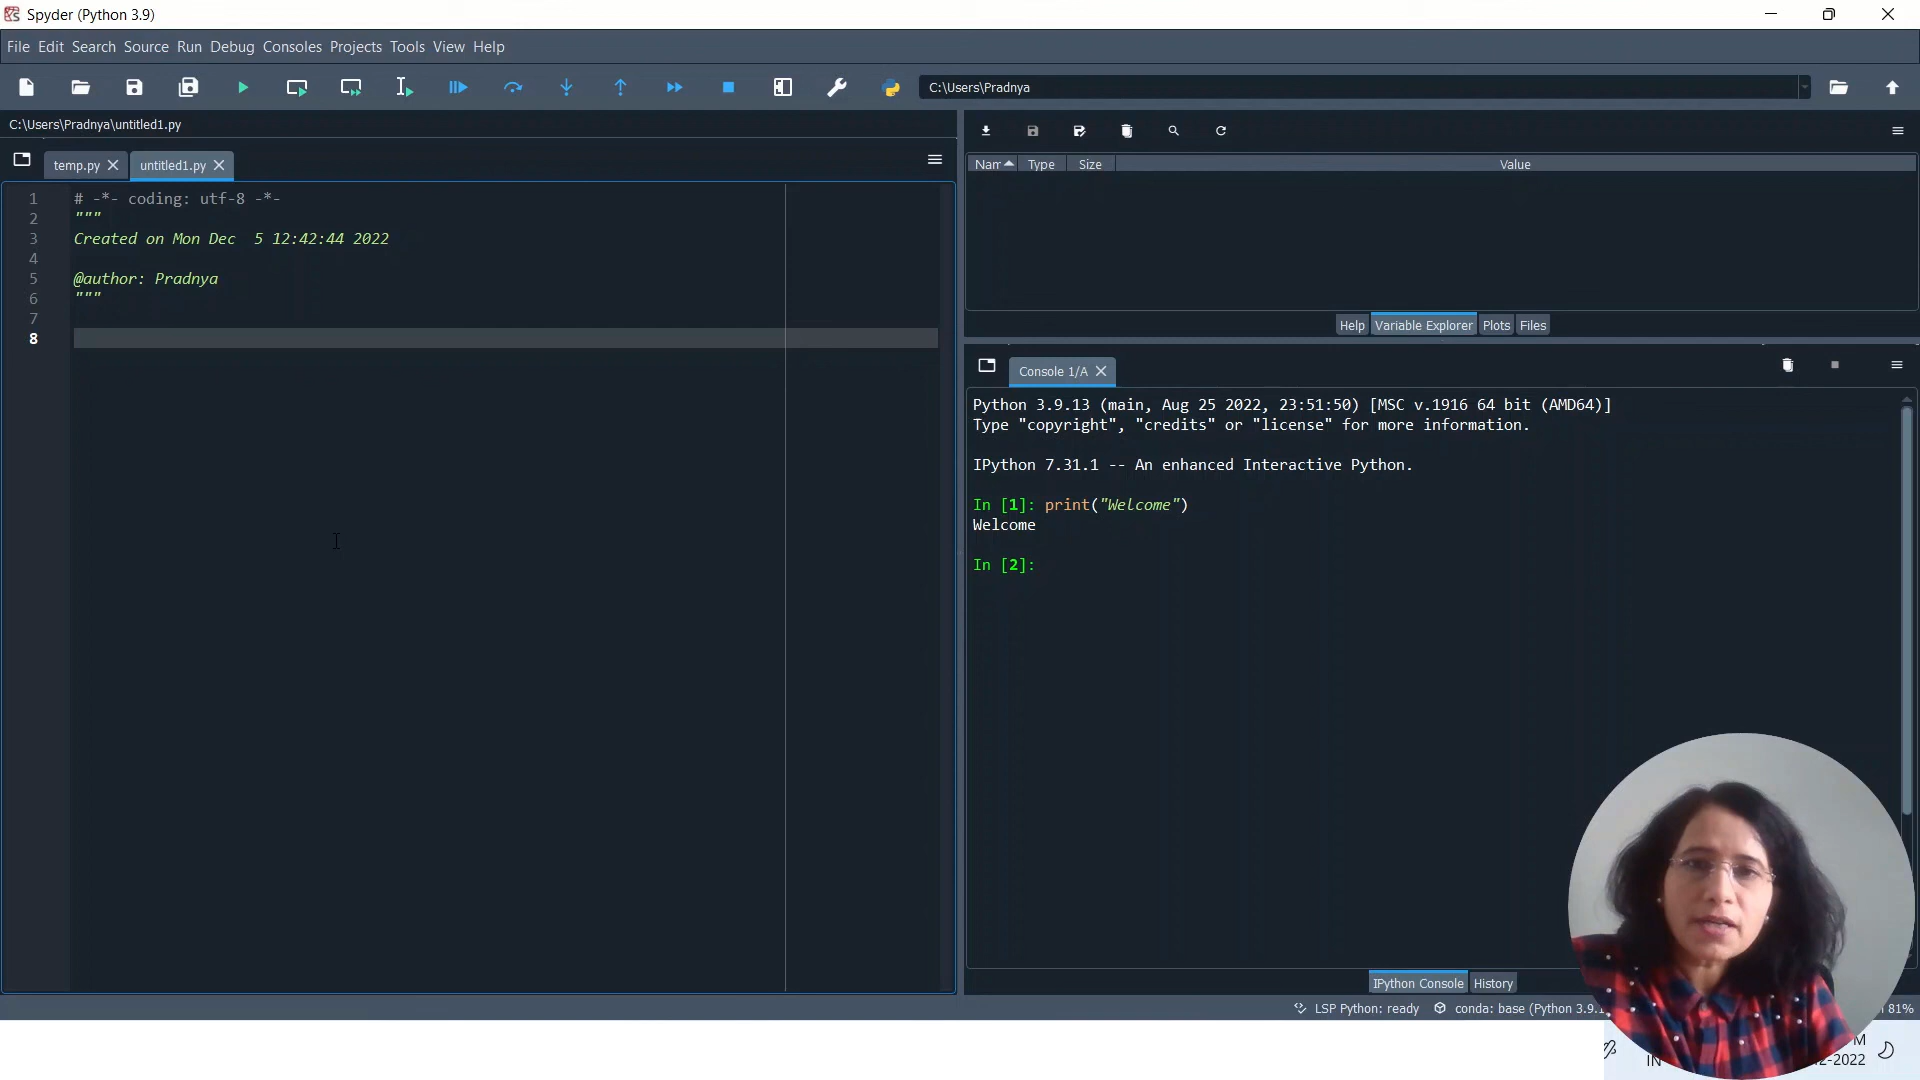 Spyder (Python 3.9)
File Edit Search Source Run Debug Consoles Projects Tools View Help
C:\Users\Pradnya
C:\Users\Pradnya\untitled1.py
temp.py untitled1.py
1 # -*- coding: utf-8 -*-
2 """
3 Created on Mon Dec  5 12:42:44 2022
4
5 @author: Pradnya
6 """
7
8
Nar Type Size Value
Help Variable Explorer Plots Files
Console 1/A
Python 3.9.13 (main, Aug 25 2022, 23:51:50) [MSC v.1916 64 bit (AMD64)]
Type "copyright", "credits" or "license" for more information.
IPython 7.31.1 -- An enhanced Interactive Python.
In [1]: print("Welcome")
Welcome
In [2]:
IPython Console History
LSP Python: ready conda: base (Python 3.9.1 81%
M
IN 2-2022